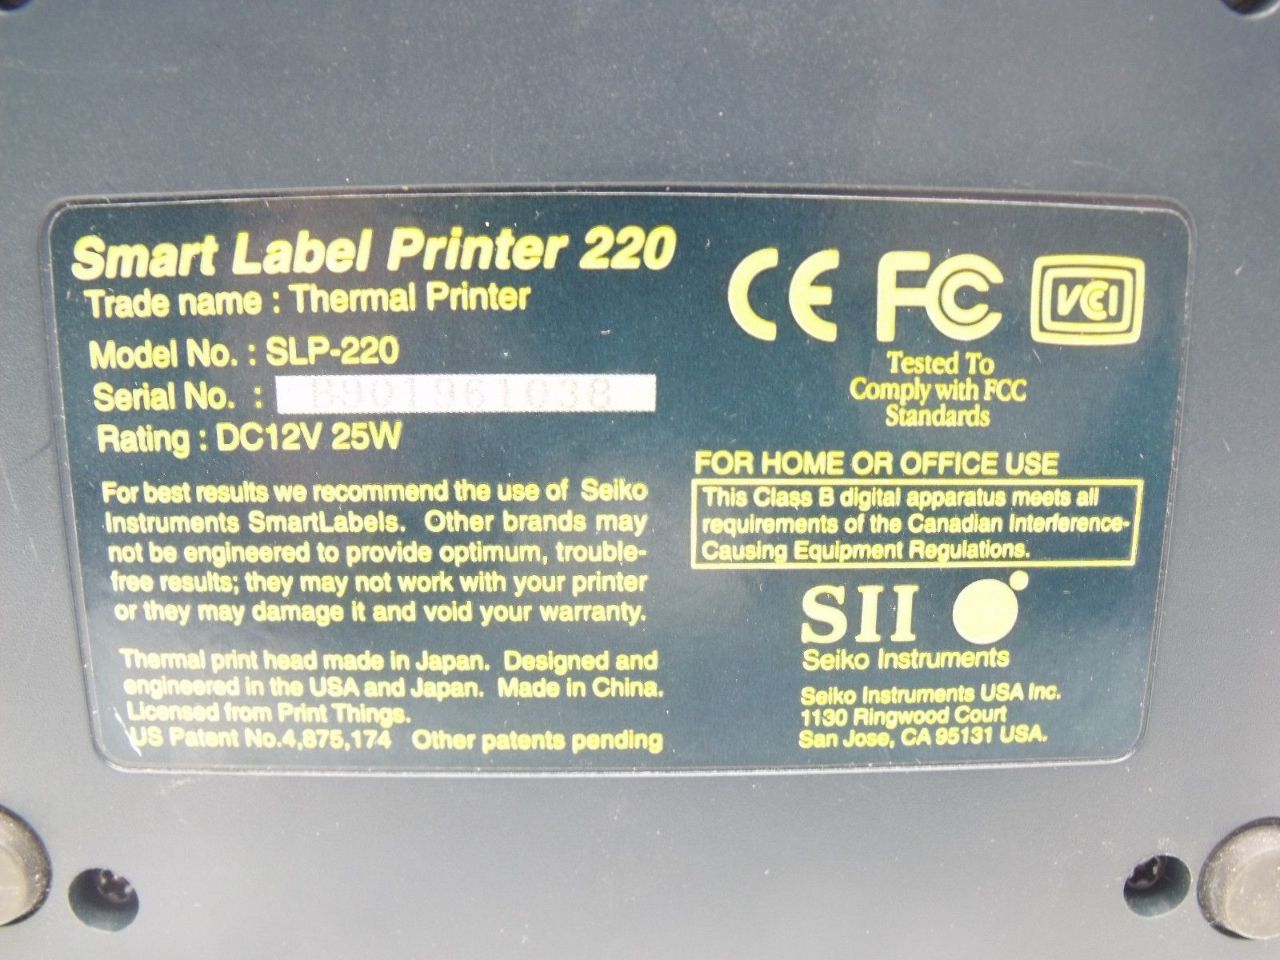 Smart Label Printer 220
Trade name : Thermal Printer
Model No. : SLP-220
Serial No. : B901961038
Rating : DC12V 25W
For best results we recommend the use of Seiko
Instruments SmartLabels. Other brands may
not be engineered to provide optimum, trouble-
free results; they may not work with your printer
or they may damage it and void your warranty.
Thermal print head made in Japan. Designed and
engineered in the USA and Japan. Made in China.
Licensed from Print Things.
US Patent No.4,875,174 Other patents pending
CE FC VCCI
Tested To
Comply with FCC
Standards
FOR HOME OR OFFICE USE
This Class B digital apparatus meets all
requirements of the Canadian Interference-
Causing Equipment Regulations.
SII
Seiko Instruments
Seiko Instruments USA Inc.
1130 Ringwood Court
San Jose, CA 95131 USA.